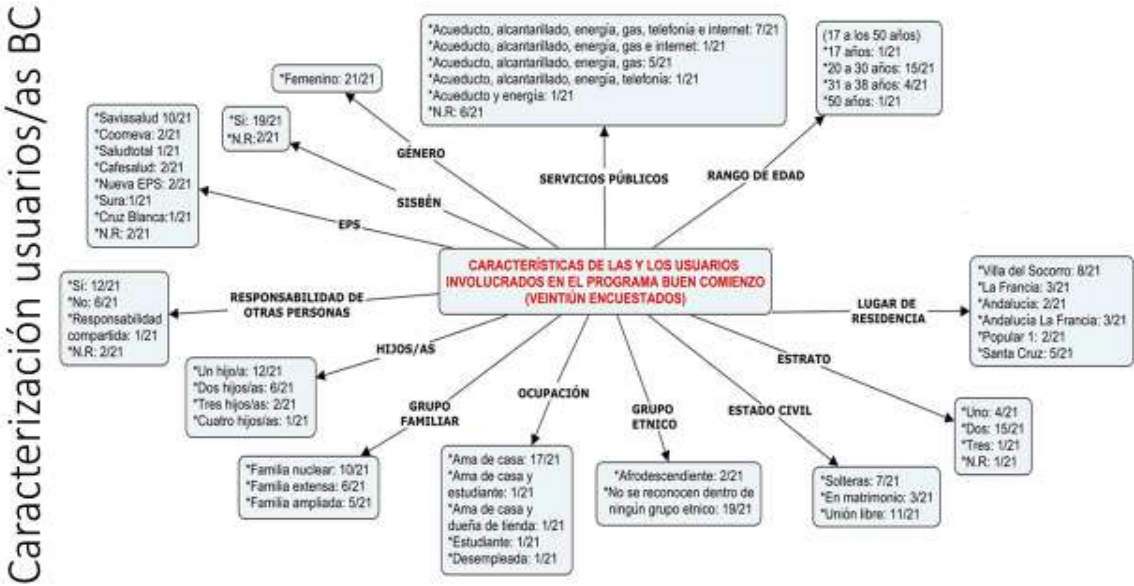 Caracterización usuarios/as BC
*Acueducto, alcantarillado, energía, gas, telefonía e internet: 7/21
*Acueducto, alcantarillado, energía, gas e internet: 1/21
*Acueducto, alcantarillado, energía, gas: 5/21
*Acueducto, alcantarillado, energía, telefonía: 1/21
*Acueducto y energía: 1/21
*N.R: 6/21
(17 a los 50 años)
*17 años: 1/21
*20 a 30 años: 15/21
*31 a 38 años: 4/21
*50 años: 1/21
*Femenino: 21/21
*Sí: 19/21
*N.R:2/21
*Saviasalud 10/21
*Coomeva: 2/21
*Saludtotal 1/21
*Cafesalud: 2/21
*Nueva EPS: 2/21
*Sura:1/21
*Cruz Blanca:1/21
*N.R: 2/21
GÉNERO
SERVICIOS PÚBLICOS
RANGO DE EDAD
SISBÉN
EPS
CARACTERÍSTICAS DE LAS Y LOS USUARIOS
INVOLUCRADOS EN EL PROGRAMA BUEN COMIENZO
(VEINTIÚN ENCUESTADOS)
*Sí: 12/21
*No: 6/21
*Responsabilidad
compartida: 1/21
*N.R: 2/21
RESPONSABILIDAD DE
OTRAS PERSONAS
LUGAR DE
RESIDENCIA
*Villa del Socorro: 8/21
*La Francia: 3/21
*Andalucía: 2/21
*Andalucía La Francia: 3/21
*Popular 1: 2/21
*Santa Cruz: 5/21
HIJOS/AS
*Un hijo/a: 12/21
*Dos hijos/as: 6/21
*Tres hijos/as: 2/21
*Cuatro hijos/as: 1/21
ESTRATO
*Uno: 4/21
*Dos: 15/21
*Tres: 1/21
*N.R: 1/21
GRUPO
FAMILIAR
*Familia nuclear: 10/21
*Familia extensa: 6/21
*Familia ampliada: 5/21
OCUPACIÓN
*Ama de casa: 17/21
*Ama de casa y
estudiante: 1/21
*Ama de casa y
dueña de tienda: 1/21
*Estudiante: 1/21
*Desempleada: 1/21
GRUPO
ETNICO
*Afrodescendiente: 2/21
*No se reconocen dentro de
ningún grupo etnico: 19/21
ESTADO CIVIL
*Solteras: 7/21
*En matrimonio: 3/21
*Unión libre: 11/21